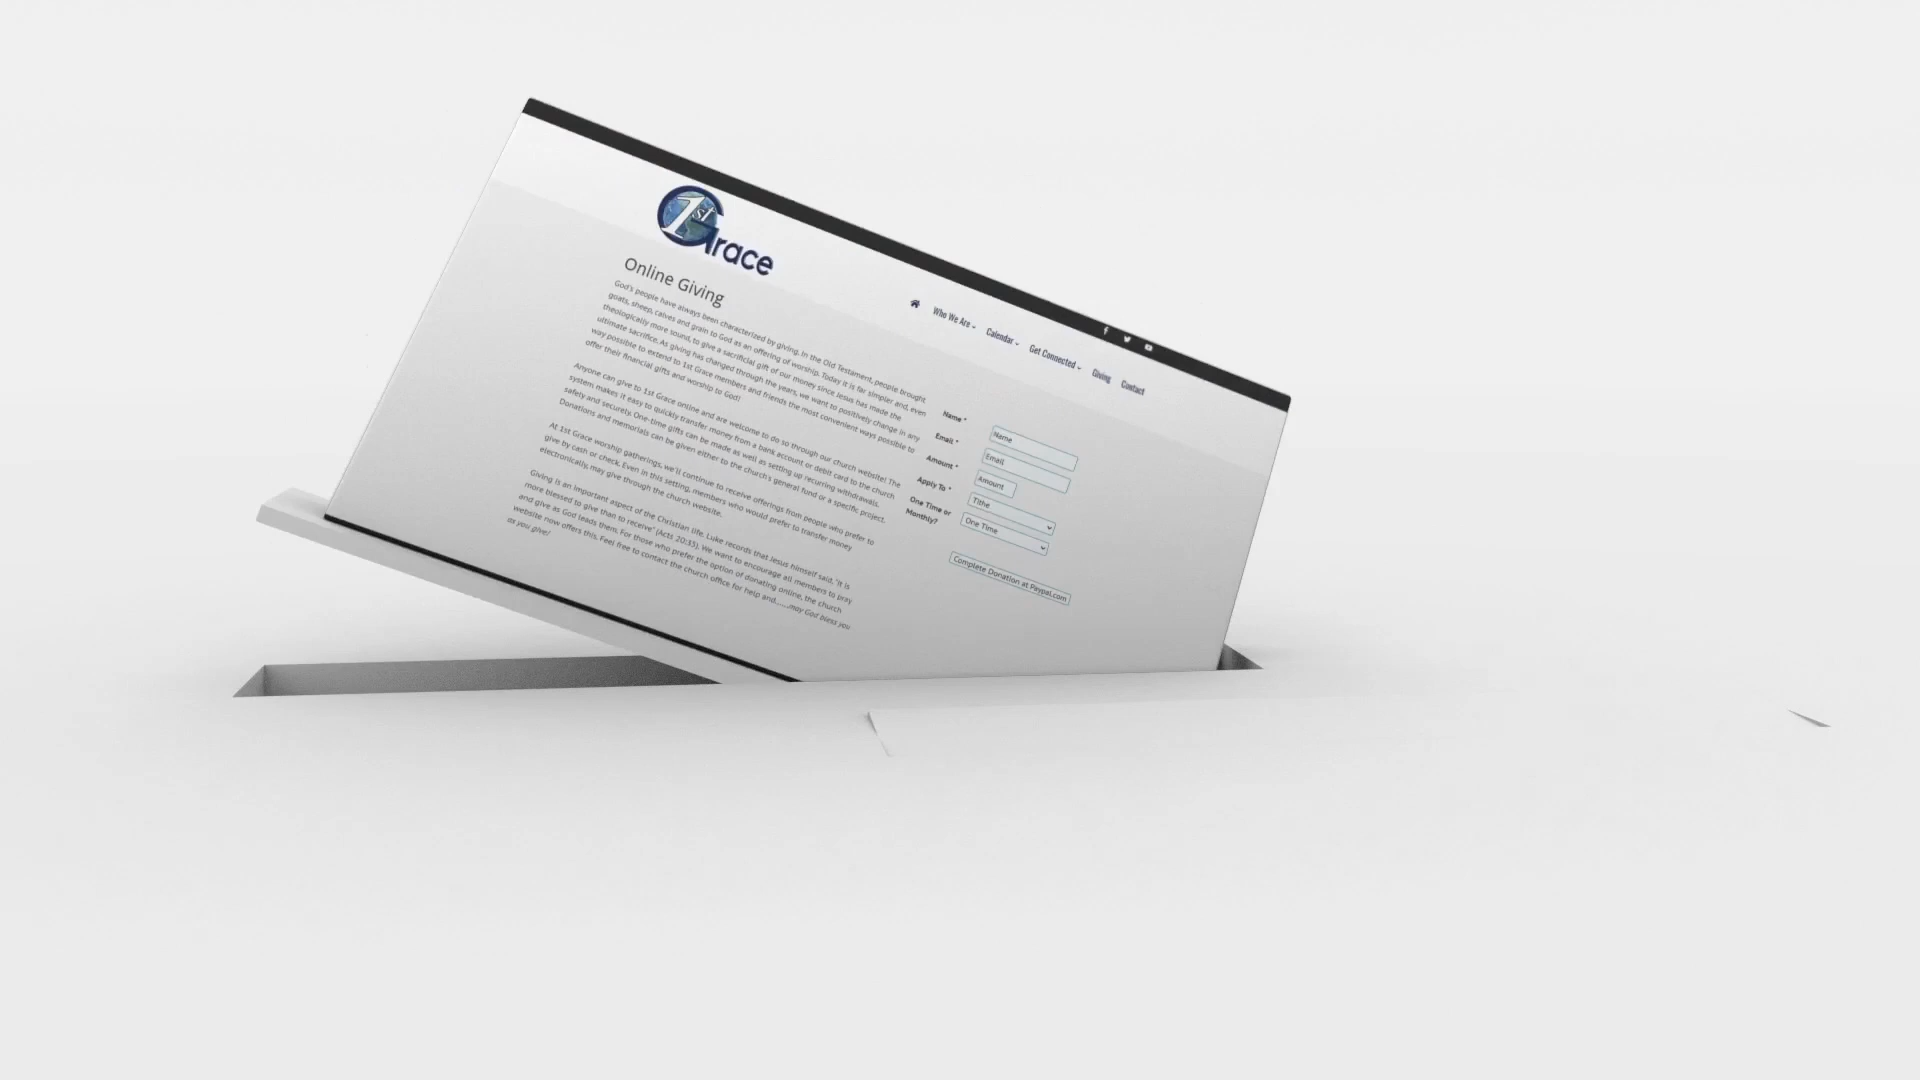 1st
Grace
Who We Are
Calendar
Get Connected
Giving
Contact
Online Giving
God's people have always been characterized by giving. In the Old Testament, people brought
goats, sheep, calves and grain to God as an offering of worship. Today it is far simpler and, even
theologically more sound, to give a sacrificial gift of our money since Jesus has made the
ultimate sacrifice. As giving has changed through the years, we want to positively change in any
way possible to extend to 1st Grace members and friends the most convenient ways possible to
offer their financial gifts and worship to God!
Anyone can give to 1st Grace online and are welcome to do so through our church website! The
system makes it easy to quickly transfer money from a bank account or debit card to the church
safely and securely. One-time gifts can be made as well as setting up recurring withdrawals.
Donations and memorials can be given either to the church's general fund or a specific project.
At 1st Grace worship gatherings, we'll continue to receive offerings from people who prefer to
give by cash or check. Even in this setting, members who would prefer to transfer money
electronically, may give through the church website.
Giving is an important aspect of the Christian life. Luke records that Jesus himself said, "It is
more blessed to give than to receive" (Acts 20:35). We want to encourage all members to pray
and give as God leads them. For those who prefer the option of donating online, the church
website now offers this. Feel free to contact the church office for help and......may God bless you
as you give!
Name * Name
Email * Email
Amount * Amount
Apply To * Tithe
One Time or
Monthly? One Time
Complete Donation at Paypal.com